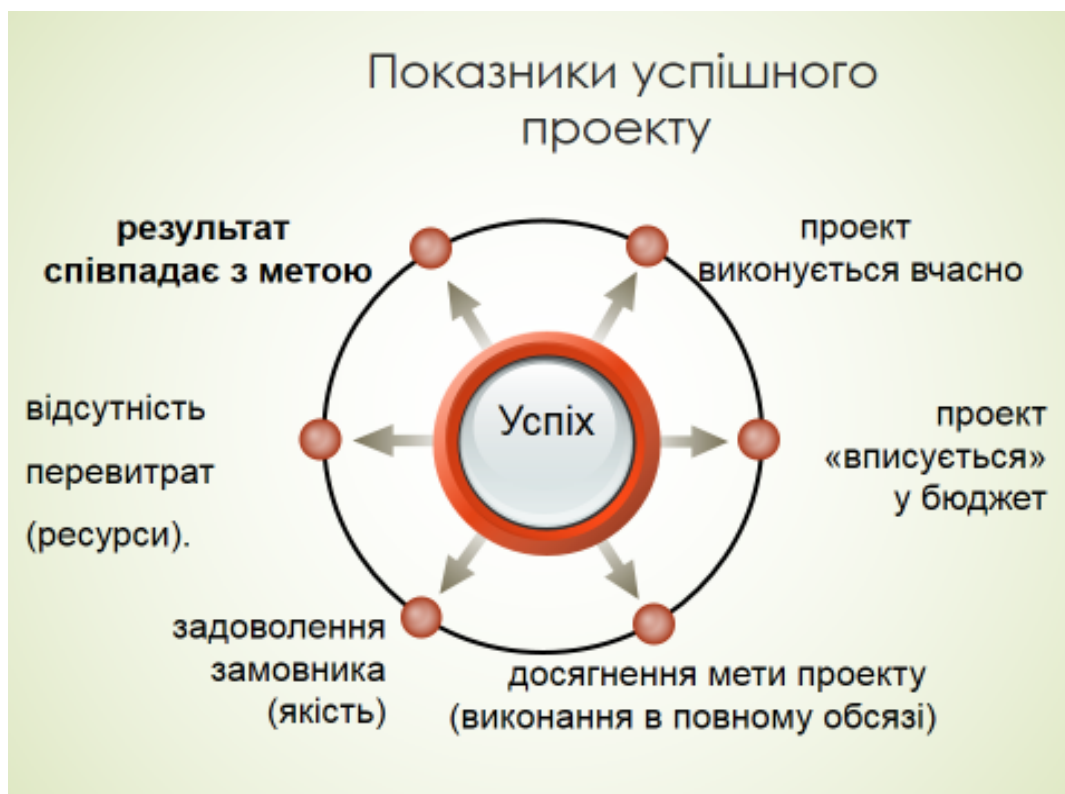 Показники успішного
проекту
результат
співпадає з метою
проект
виконується вчасно
відсутність
перевитрат
(ресурси).
Успіх
проект
«вписується»
у бюджет
задоволення
замовника
(якість)
досягнення мети проекту
(виконання в повному обсязі)